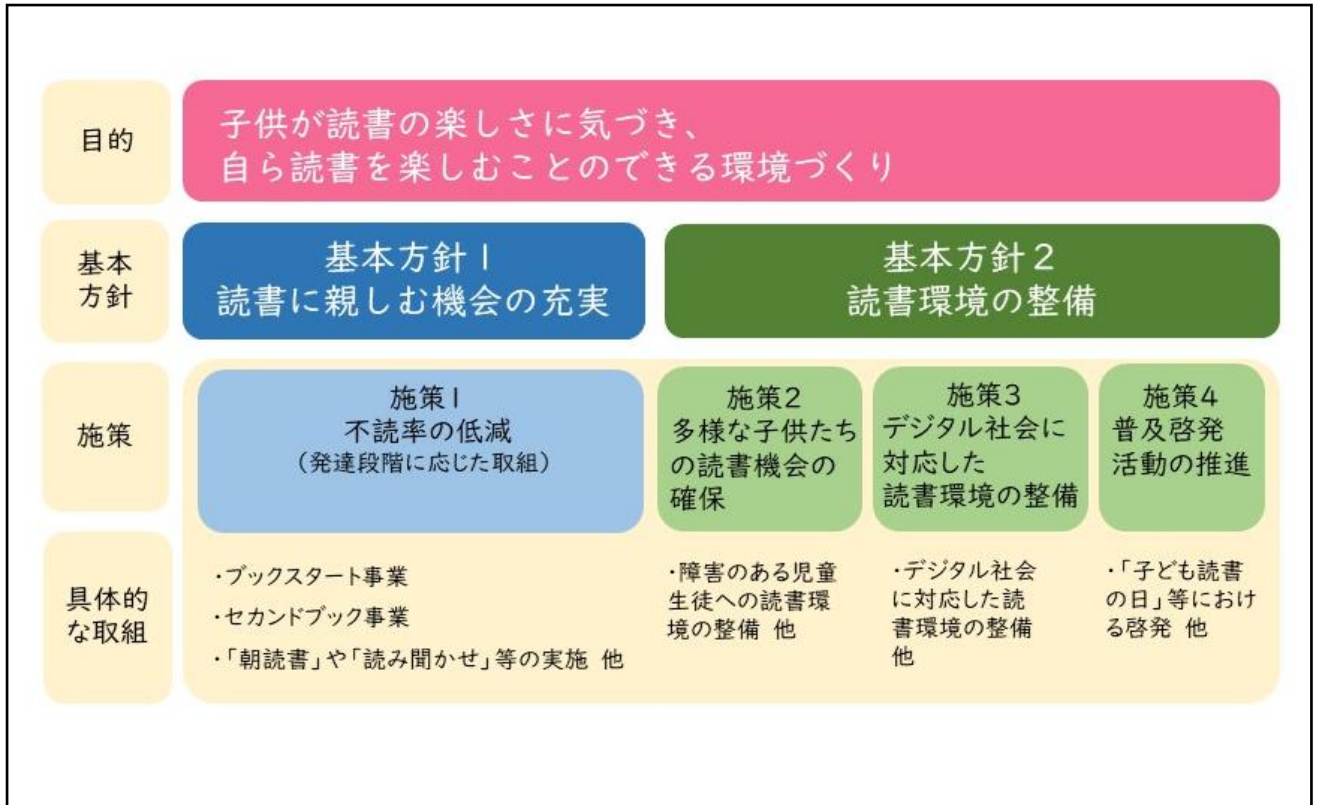 目的
子供が読書の楽しさに気づき、
自ら読書を楽しむことのできる環境づくり
基本
方針
基本方針1
読書に親しむ機会の充実
基本方針2
読書環境の整備
施策
施策1
不読率の低減
（発達段階に応じた取組）
施策2
多様な子供たち
の読書機会の
確保
施策3
デジタル社会に
対応した
読書環境の整備
施策4
普及啓発
活動の推進
具体的
な取組
・ブックスタート事業
・セカンドブック事業
・「朝読書」や「読み聞かせ」等の実施 他
・障害のある児童
生徒への読書環
境の整備 他
・デジタル社会
に対応した読
書環境の整備
他
・「子ども読書
の日」等におけ
る啓発 他